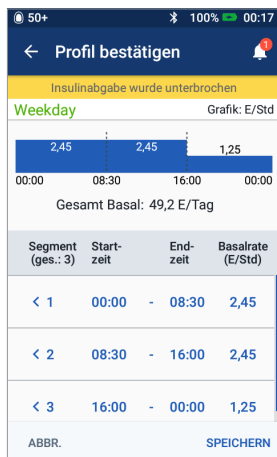 50+ 100% 00:17
Profil bestätigen 1
Insulinabgabe wurde unterbrochen
Weekday Grafik: E/Std
2,45 2,45 1,25
00:00 08:30 16:00 00:00
Gesamt Basal: 49,2 E/Tag
Segment Start- End- Basalrate
(ges.: 3) zeit zeit (E/Std)
< 1 00:00 - 08:30 2,45
< 2 08:30 - 16:00 2,45
< 3 16:00 - 00:00 1,25
ABBR. SPEICHERN